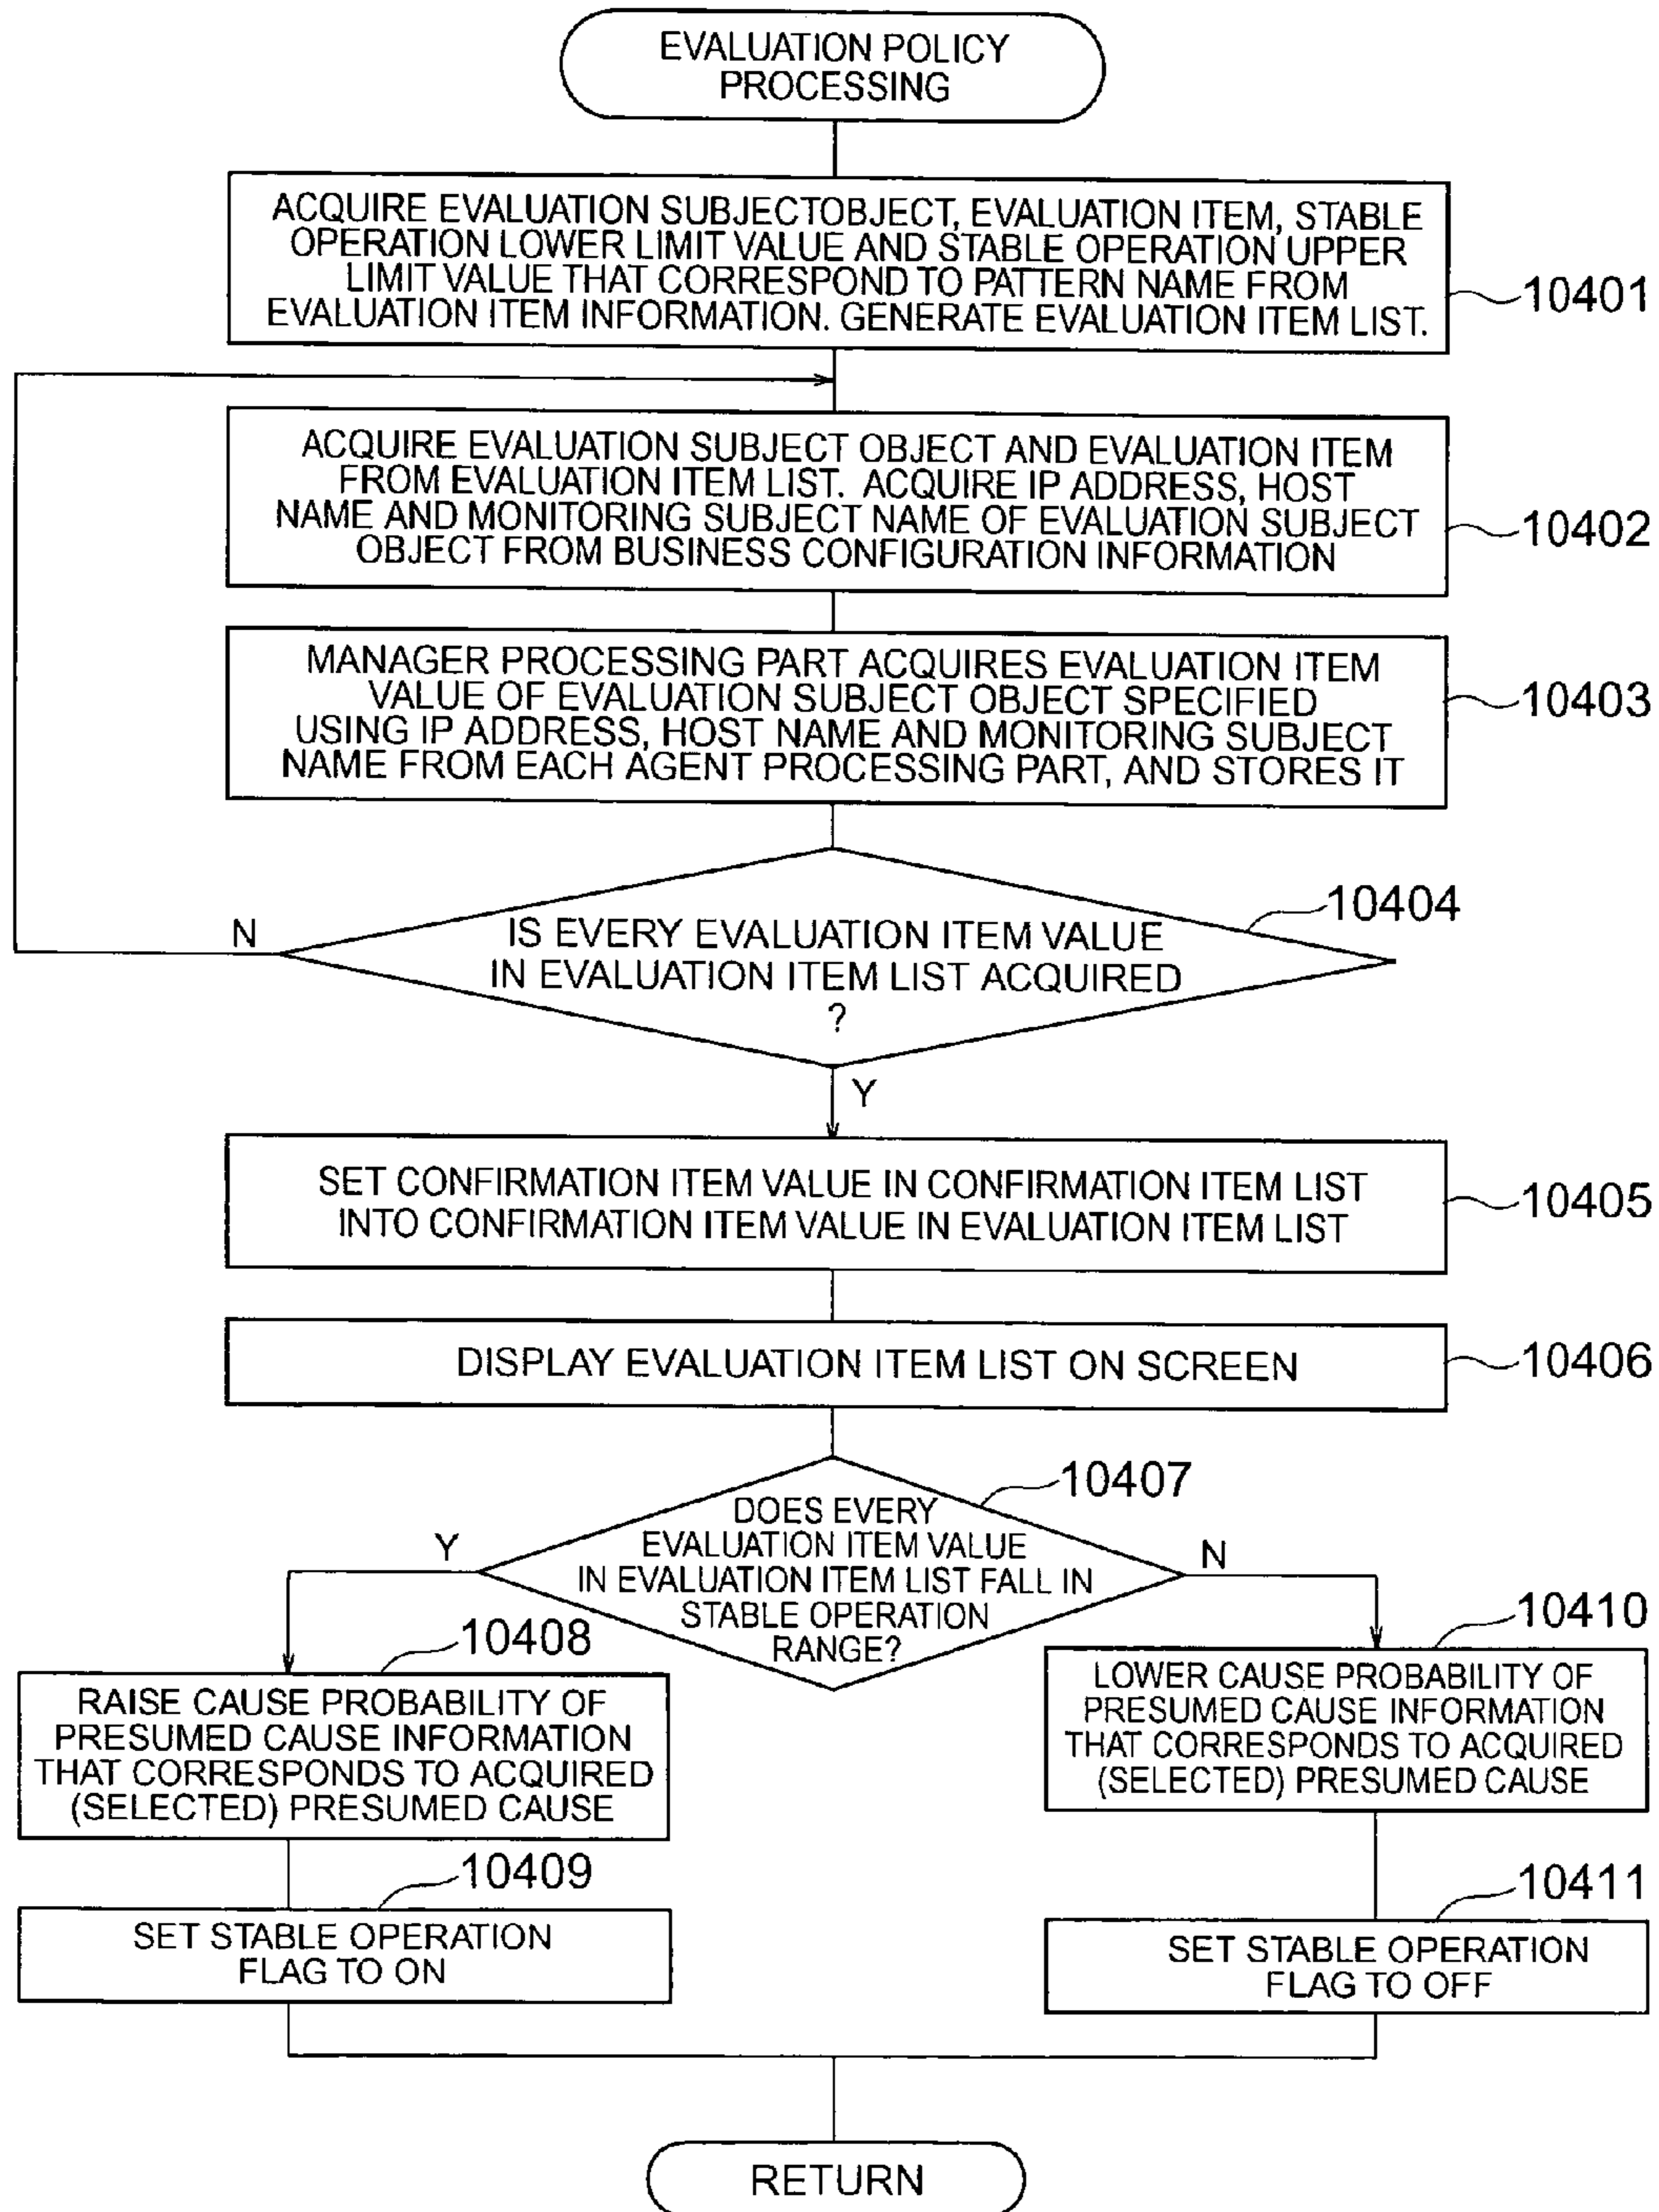 EVALUATION POLICY
PROCESSING
ACQUIRE EVALUATION SUBJECTOBJECT, EVALUATION ITEM, STABLE
OPERATION LOWER LIMIT VALUE AND STABLE OPERATION UPPER
LIMIT VALUE THAT CORRESPOND TO PATTERN NAME FROM
EVALUATION ITEM INFORMATION. GENERATE EVALUATION ITEM LIST.
10401
ACQUIRE EVALUATION SUBJECT OBJECT AND EVALUATION ITEM
FROM EVALUATION ITEM LIST. ACQUIRE IP ADDRESS, HOST
NAME AND MONITORING SUBJECT NAME OF EVALUATION SUBJECT
OBJECT FROM BUSINESS CONFIGURATION INFORMATION
10402
MANAGER PROCESSING PART ACQUIRES EVALUATION ITEM
VALUE OF EVALUATION SUBJECT OBJECT SPECIFIED
USING IP ADDRESS, HOST NAME AND MONITORING SUBJECT
NAME FROM EACH AGENT PROCESSING PART, AND STORES IT
10403
10404
N
IS EVERY EVALUATION ITEM VALUE
IN EVALUATION ITEM LIST ACQUIRED
?
Y
SET CONFIRMATION ITEM VALUE IN CONFIRMATION ITEM LIST
INTO CONFIRMATION ITEM VALUE IN EVALUATION ITEM LIST
10405
DISPLAY EVALUATION ITEM LIST ON SCREEN
10406
10407
DOES EVERY
EVALUATION ITEM VALUE
IN EVALUATION ITEM LIST FALL IN
STABLE OPERATION
RANGE?
Y
N
10408
RAISE CAUSE PROBABILITY OF
PRESUMED CAUSE INFORMATION
THAT CORRESPONDS TO ACQUIRED
(SELECTED) PRESUMED CAUSE
10410
LOWER CAUSE PROBABILITY OF
PRESUMED CAUSE INFORMATION
THAT CORRESPONDS TO ACQUIRED
(SELECTED) PRESUMED CAUSE
10409
SET STABLE OPERATION
FLAG TO ON
10411
SET STABLE OPERATION
FLAG TO OFF
RETURN